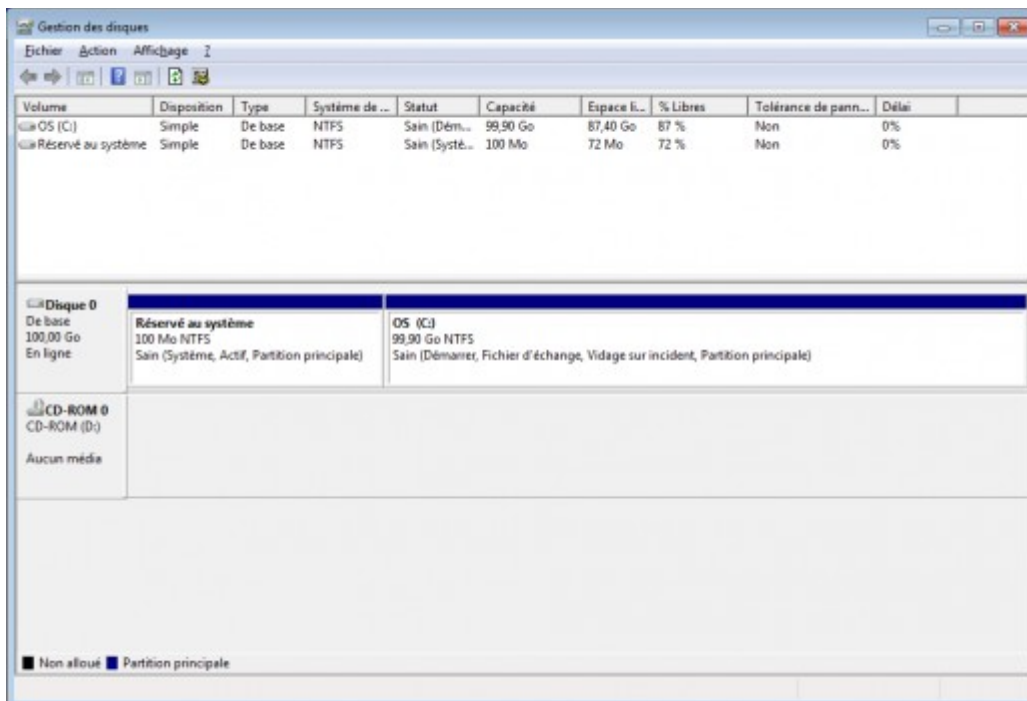 Gestion des disques
Fichier Action Affichage ?
Volume Disposition Type Système de ... Statut Capacité Espace li... % Libres Tolérance de pann... Délai
OS (C:) Simple De base NTFS Sain (Dém... 99,90 Go 87,40 Go 87 % Non 0%
Réservé au système Simple De base NTFS Sain (Systè... 100 Mo 72 Mo 72 % Non 0%
Disque 0
De base
100,00 Go
En ligne
Réservé au système
100 Mo NTFS
Sain (Système, Actif, Partition principale)
OS (C:)
99,90 Go NTFS
Sain (Démarrer, Fichier d'échange, Vidage sur incident, Partition principale)
CD-ROM 0
CD-ROM (D:)
Aucun média
Non alloué Partition principale